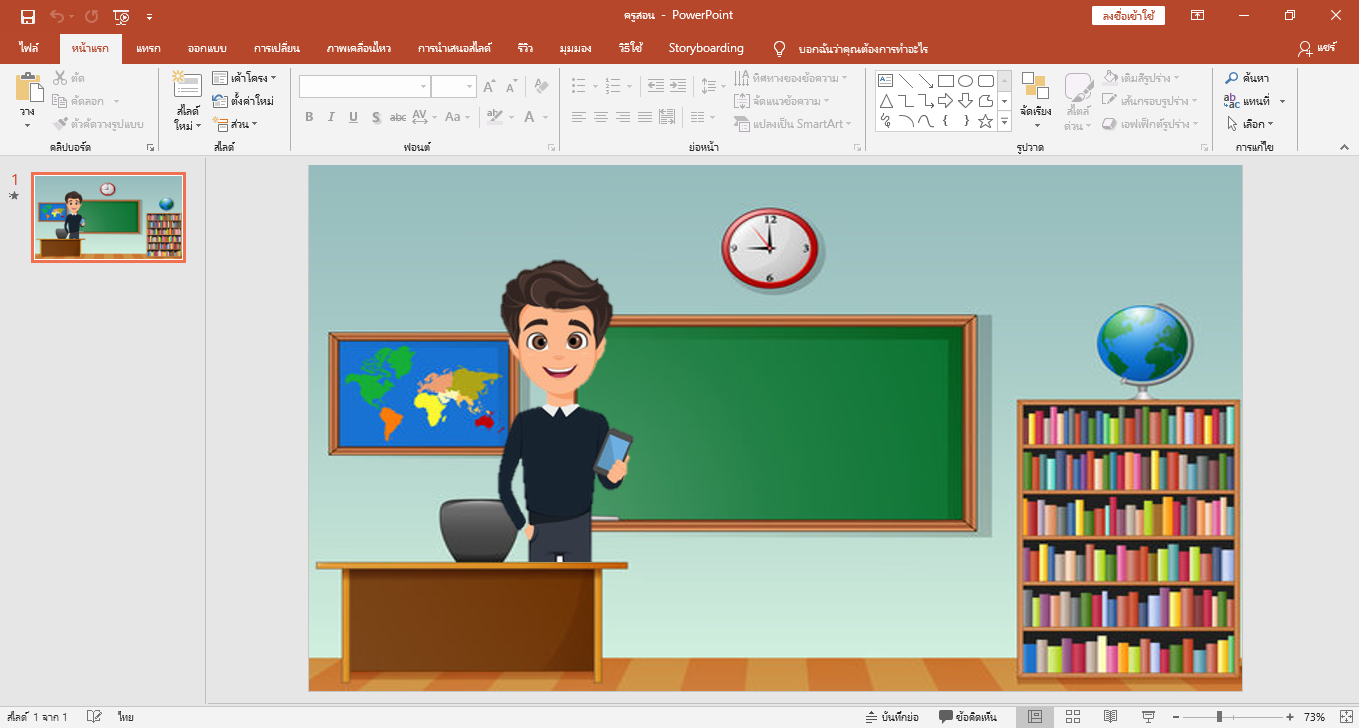 ครูสอน - PowerPoint
ลงชื่อเข้าใช้
ไฟล์ หน้าแรก แทรก ออกแบบ การเปลี่ยน ภาพเคลื่อนไหว การนำเสนอสไลด์ รีวิว มุมมอง วิธีใช้ Storyboarding บอกฉันว่าคุณต้องการทำอะไร แชร์
วาง
ตัด
คัดลอก
ตัวคัดวางรูปแบบ
คลิปบอร์ด
สไลด์
ใหม่
เค้าโครง
ตั้งค่าใหม่
ส่วน
สไลด์
A A
B I U S abc AV Aa ab A
ฟอนต์
ทิศทางของข้อความ
จัดแนวข้อความ
แปลงเป็น SmartArt
ย่อหน้า
จัดเรียง
สไตล์
ด่วน
เติมสีรูปร่าง
เส้นกรอบรูปร่าง
เอฟเฟ็กต์รูปร่าง
รูปวาด
ค้นหา
แทนที่
เลือก
การแก้ไข
1
12
9 3
6
สไลด์ 1 จาก 1 ไทย บันทึกย่อ ข้อคิดเห็น 73%